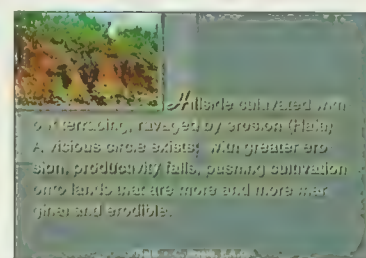 Hillside cultivated with
terracing, ravaged by erosion (Haiti)
A vicious circle exists: with greater ero
sion, productivity falls, pushing cultivation
onto lands that are more and more mar
ginal and erodible.